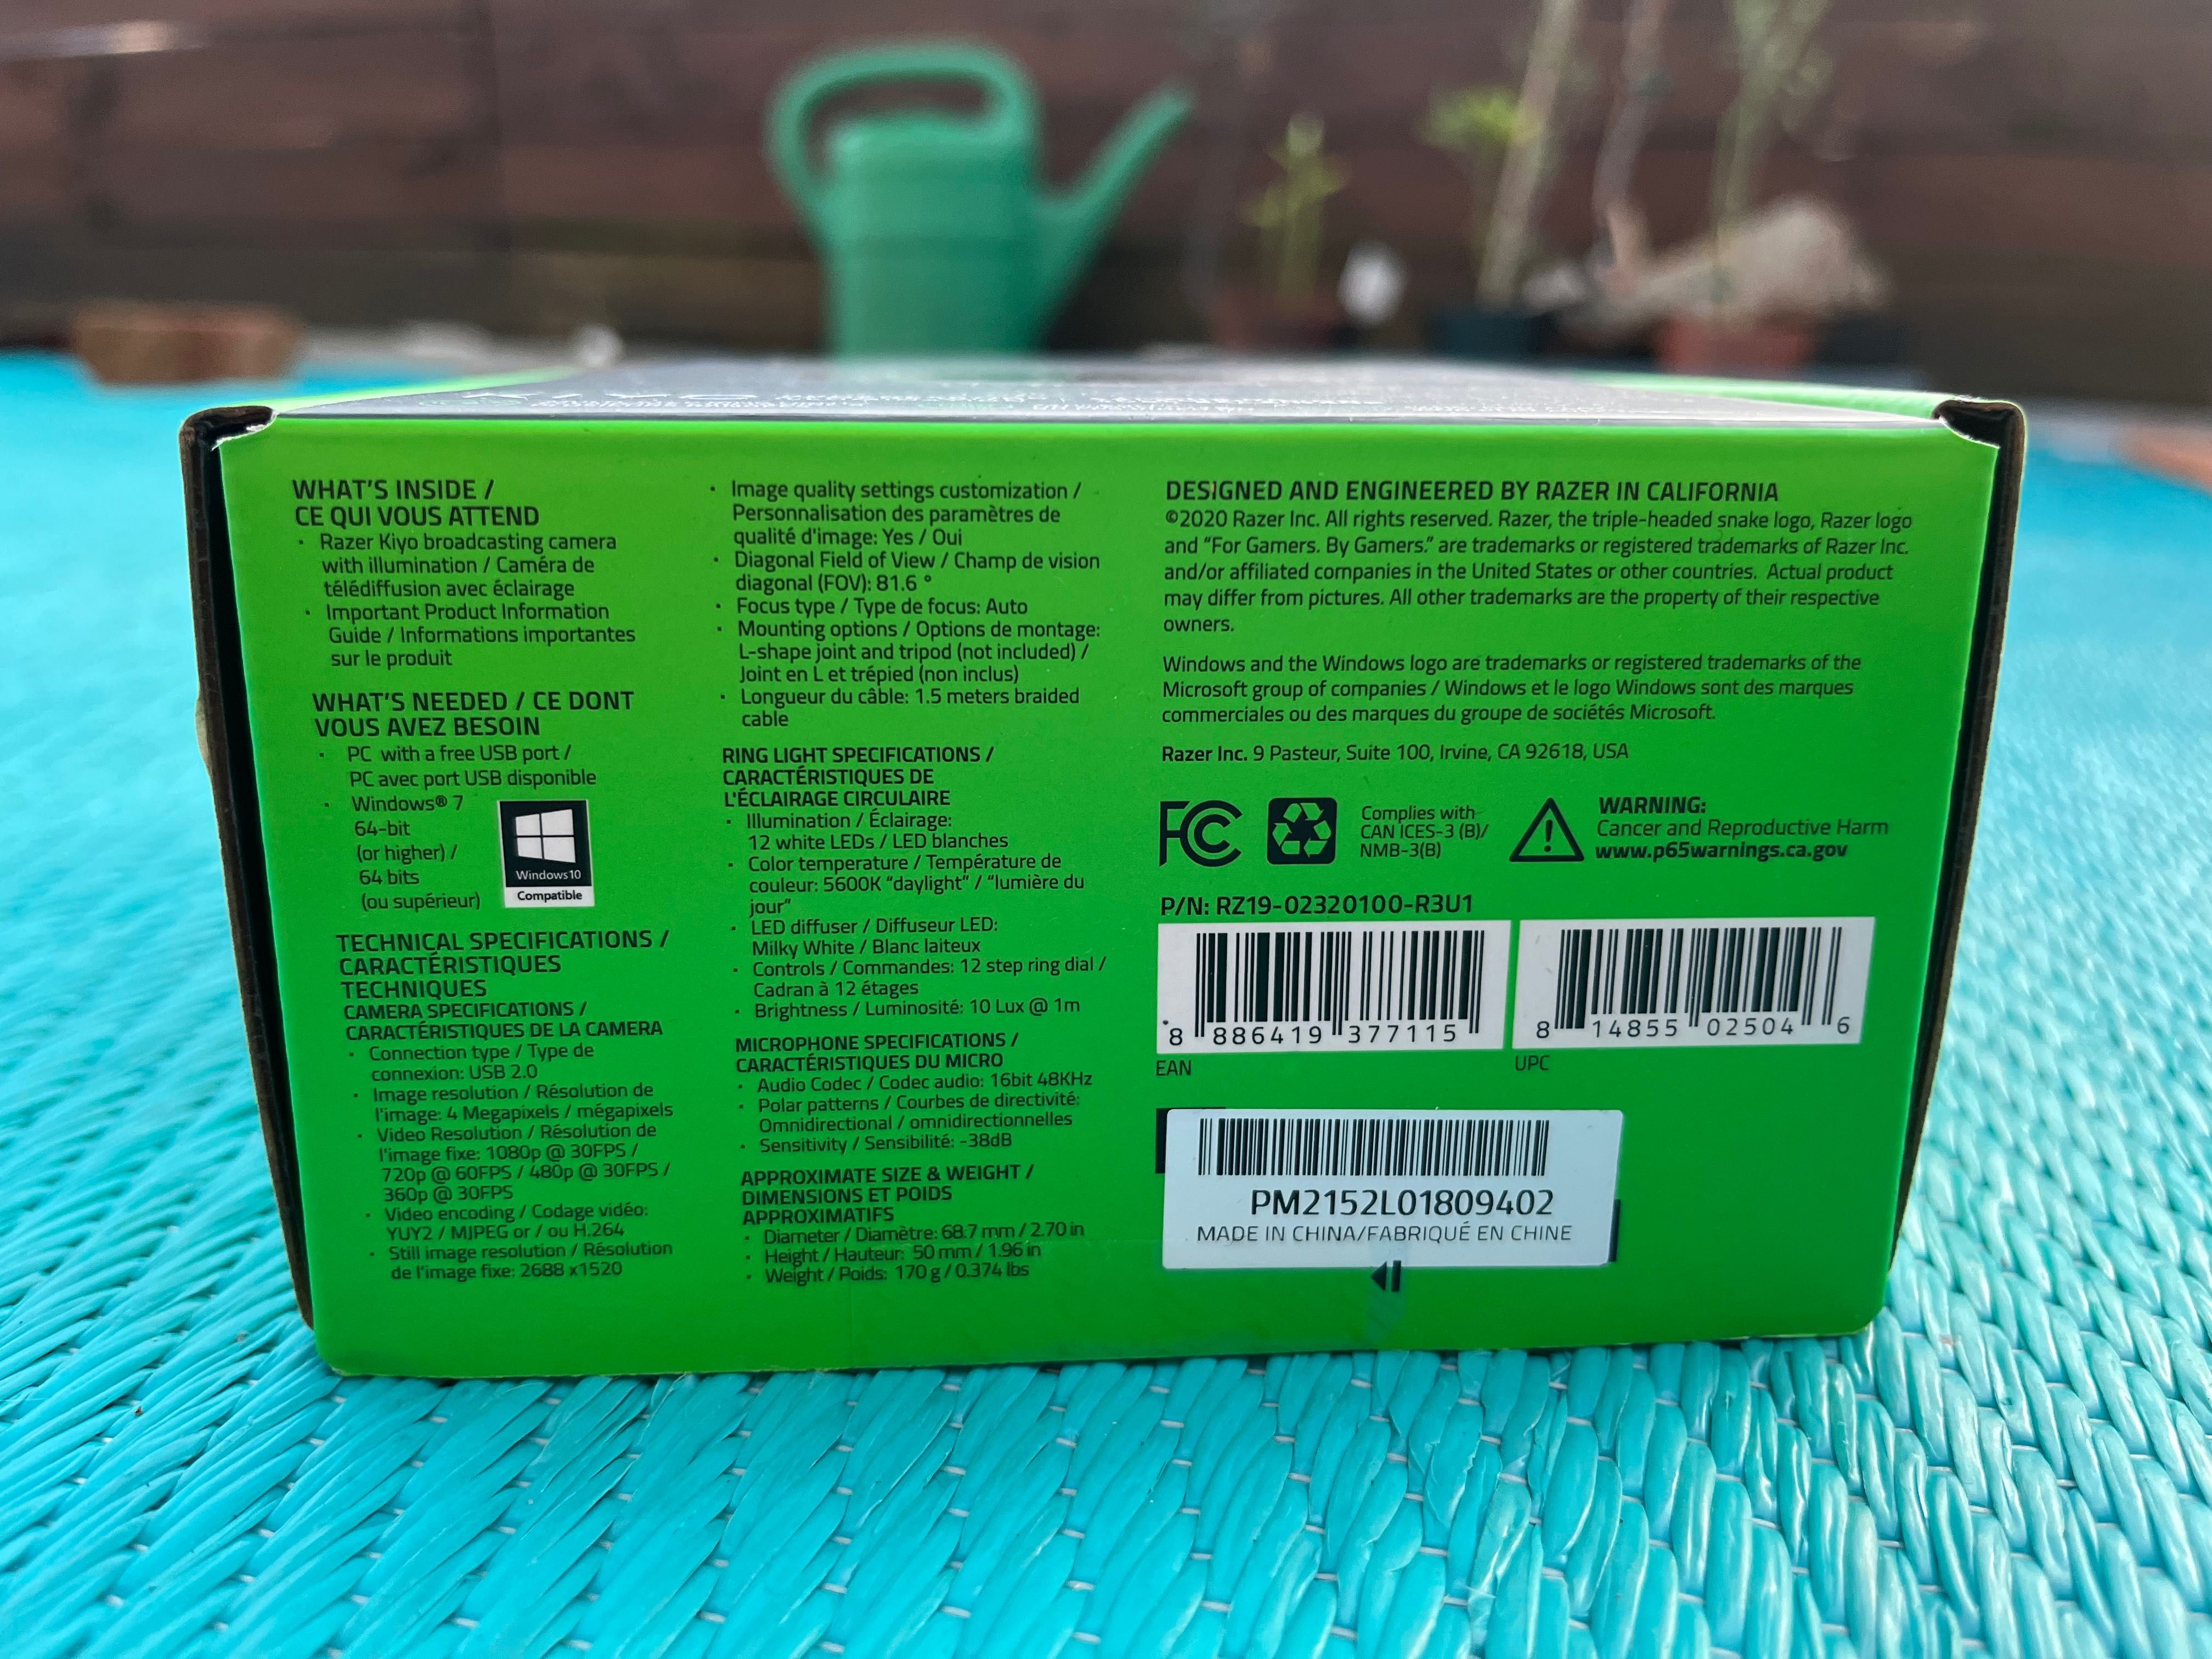 WHAT'S INSIDE /
CE QUI VOUS ATTEND
· Razer Kiyo broadcasting camera
with illumination / Caméra de
télédiffusion avec éclairage
· Important Product Information
Guide / Informations importantes
sur le produit
WHAT'S NEEDED / CE DONT
VOUS AVEZ BESOIN
· PC with a free USB port /
PC avec port USB disponible
· Windows® 7
64-bit
(or higher) /
64 bits
(ou supérieur)
Windows 10
Compatible
TECHNICAL SPECIFICATIONS /
CARACTÉRISTIQUES
TECHNIQUES
CAMERA SPECIFICATIONS /
CARACTÉRISTIQUES DE LA CAMERA
· Connection type / Type de
connexion: USB 2.0
· Image resolution / Résolution de
l'image: 4 Megapixels / mégapixels
· Video Resolution / Résolution de
l'image fixe: 1080p @ 30FPS /
720p @ 60FPS / 480p @ 30FPS /
360p @ 30FPS
· Video encoding / Codage vidéo:
YUY2 / MJPEG or / ou H.264
· Still image resolution / Résolution
de l'image fixe: 2688 x1520
· Image quality settings customization /
Personnalisation des paramètres de
qualité d'image: Yes / Oui
· Diagonal Field of View / Champ de vision
diagonal (FOV): 81.6 °
· Focus type / Type de focus: Auto
· Mounting options / Options de montage:
L-shape joint and tripod (not included) /
Joint en L et trépied (non inclus)
· Longueur du câble: 1.5 meters braided
cable
RING LIGHT SPECIFICATIONS /
CARACTÉRISTIQUES DE
L'ÉCLAIRAGE CIRCULAIRE
· Illumination / Éclairage:
12 white LEDs / LED blanches
· Color temperature / Température de
couleur: 5600K “daylight” / “lumière du
jour”
· LED diffuser / Diffuseur LED:
Milky White / Blanc laiteux
· Controls / Commandes: 12 step ring dial /
Cadran à 12 étages
· Brightness / Luminosité: 10 Lux @ 1m
MICROPHONE SPECIFICATIONS /
CARACTÉRISTIQUES DU MICRO
· Audio Codec / Codec audio: 16bit 48KHz
· Polar patterns / Courbes de directivité:
Omnidirectional / omnidirectionnelles
· Sensitivity / Sensibilité: -38dB
APPROXIMATE SIZE & WEIGHT /
DIMENSIONS ET POIDS
APPROXIMATIFS
· Diameter / Diamètre: 68.7 mm / 2.70 in
· Height / Hauteur: 50 mm / 1.96 in
· Weight / Poids: 170 g / 0.374 lbs
DESIGNED AND ENGINEERED BY RAZER IN CALIFORNIA
©2020 Razer Inc. All rights reserved. Razer, the triple-headed snake logo, Razer logo
and “For Gamers. By Gamers.” are trademarks or registered trademarks of Razer Inc.
and/or affiliated companies in the United States or other countries. Actual product
may differ from pictures. All other trademarks are the property of their respective
owners.
Windows and the Windows logo are trademarks or registered trademarks of the
Microsoft group of companies / Windows et le logo Windows sont des marques
commerciales ou des marques du groupe de sociétés Microsoft.
Razer Inc. 9 Pasteur, Suite 100, Irvine, CA 92618, USA
FC
Complies with
CAN ICES-3 (B)/
NMB-3(B)
WARNING:
Cancer and Reproductive Harm
www.p65warnings.ca.gov
P/N: RZ19-02320100-R3U1
8 886419 377115
EAN
8 14855 02504 6
UPC
PM2152L01809402
MADE IN CHINA/FABRIQUÉ EN CHINE